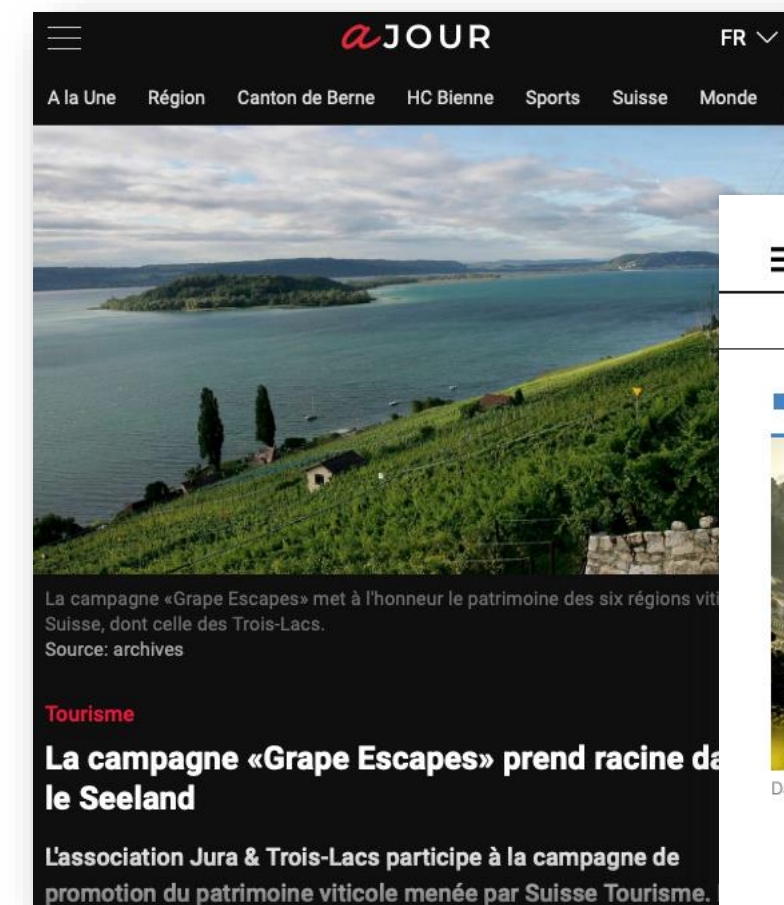 aJOUR
FR
A la Une Région Canton de Berne HC Bienne Sports Suisse Monde
La campagne «Grape Escapes» met à l'honneur le patrimoine des six régions
Suisse, dont celle des Trois-Lacs.
Source: archives
Tourisme
La campagne «Grape Escapes» prend racine
le Seeland
L'association Jura & Trois-Lacs participe à la campagne de
promotion du patrimoine viticole menée par Suisse Tourisme.